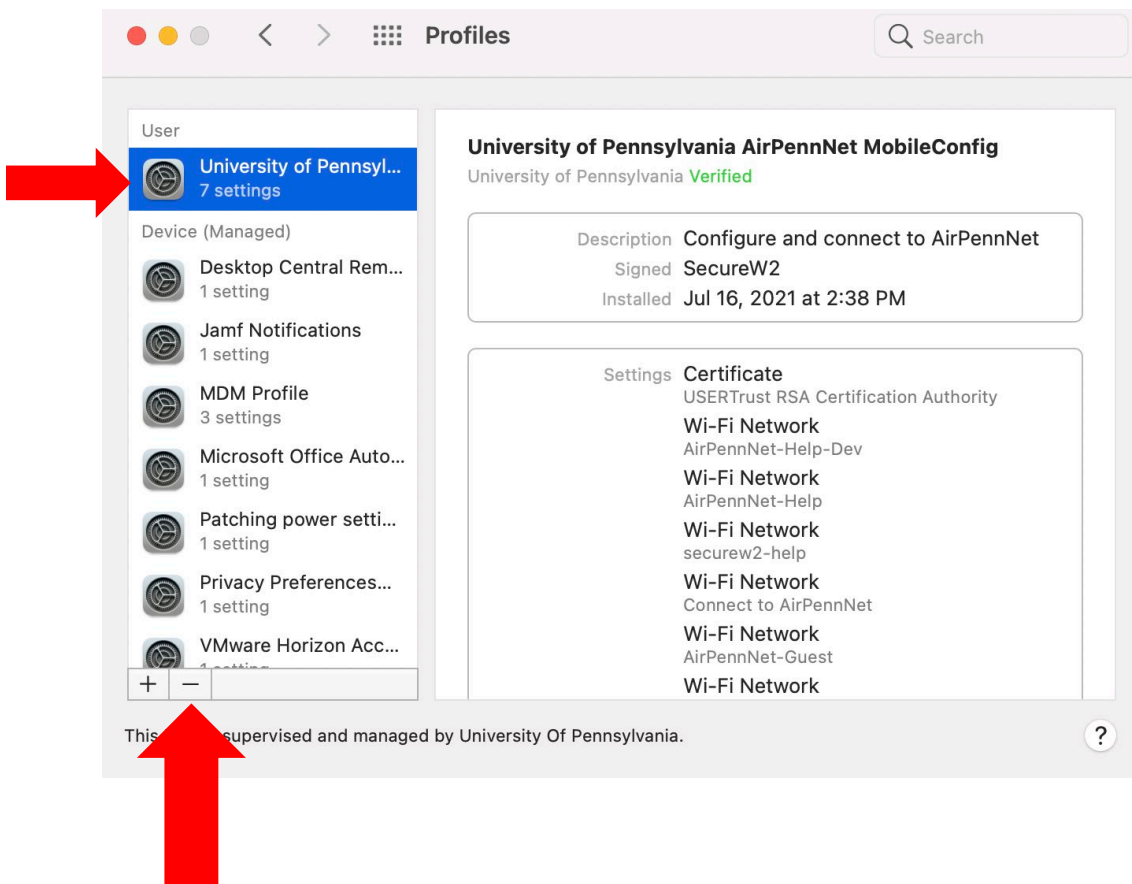 Profiles
Search
User
University of Pennsyl...
7 settings
Device (Managed)
Desktop Central Rem...
1 setting
Jamf Notifications
1 setting
MDM Profile
3 settings
Microsoft Office Auto...
1 setting
Patching power setti...
1 setting
Privacy Preferences...
1 setting
VMware Horizon Acc...
1 setting
+ −
University of Pennsylvania AirPennNet MobileConfig
University of Pennsylvania Verified
Description Configure and connect to AirPennNet
Signed SecureW2
Installed Jul 16, 2021 at 2:38 PM
Settings Certificate
USERTrust RSA Certification Authority
Wi-Fi Network
AirPennNet-Help-Dev
Wi-Fi Network
AirPennNet-Help
Wi-Fi Network
securew2-help
Wi-Fi Network
Connect to AirPennNet
Wi-Fi Network
AirPennNet-Guest
Wi-Fi Network
This supervised and managed by University Of Pennsylvania.
?